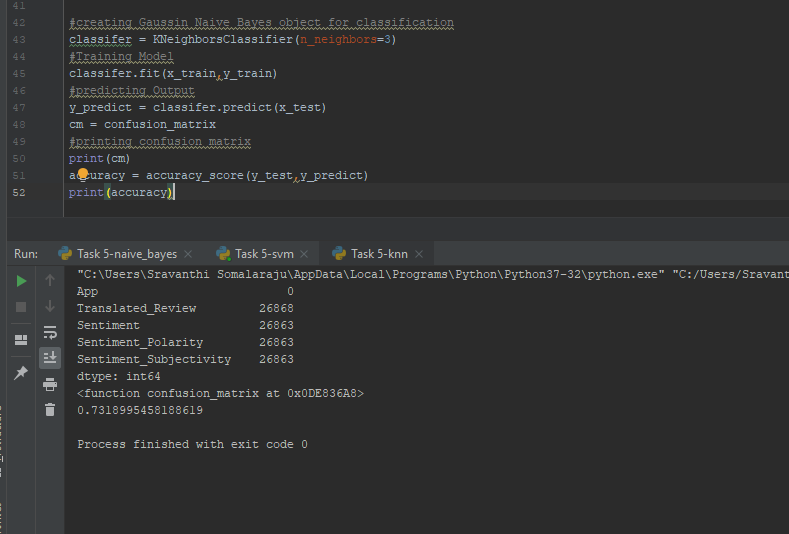 41
42 #creating Gaussin Naive Bayes object for classification
43 classifer = KNeighborsClassifier(n_neighbors=3)
44 #Training Model
45 classifer.fit(x_train,y_train)
46 #predicting Output
47 y_predict = classifer.predict(x_test)
48 cm = confusion_matrix
49 #printing confusion matrix
50 print(cm)
51 accuracy = accuracy_score(y_test,y_predict)
52 print(accuracy)
Run: Task 5-naive_bayes × Task 5-svm × Task 5-knn ×
"C:\Users\Sravanthi Somalaraju\AppData\Local\Programs\Python\Python37-32\python.exe" "C:/Users/Sravant
App 0
Translated_Review 26868
Sentiment 26863
Sentiment_Polarity 26863
Sentiment_Subjectivity 26863
dtype: int64
<function confusion_matrix at 0x0DE836A8>
0.7318995458188619
Process finished with exit code 0